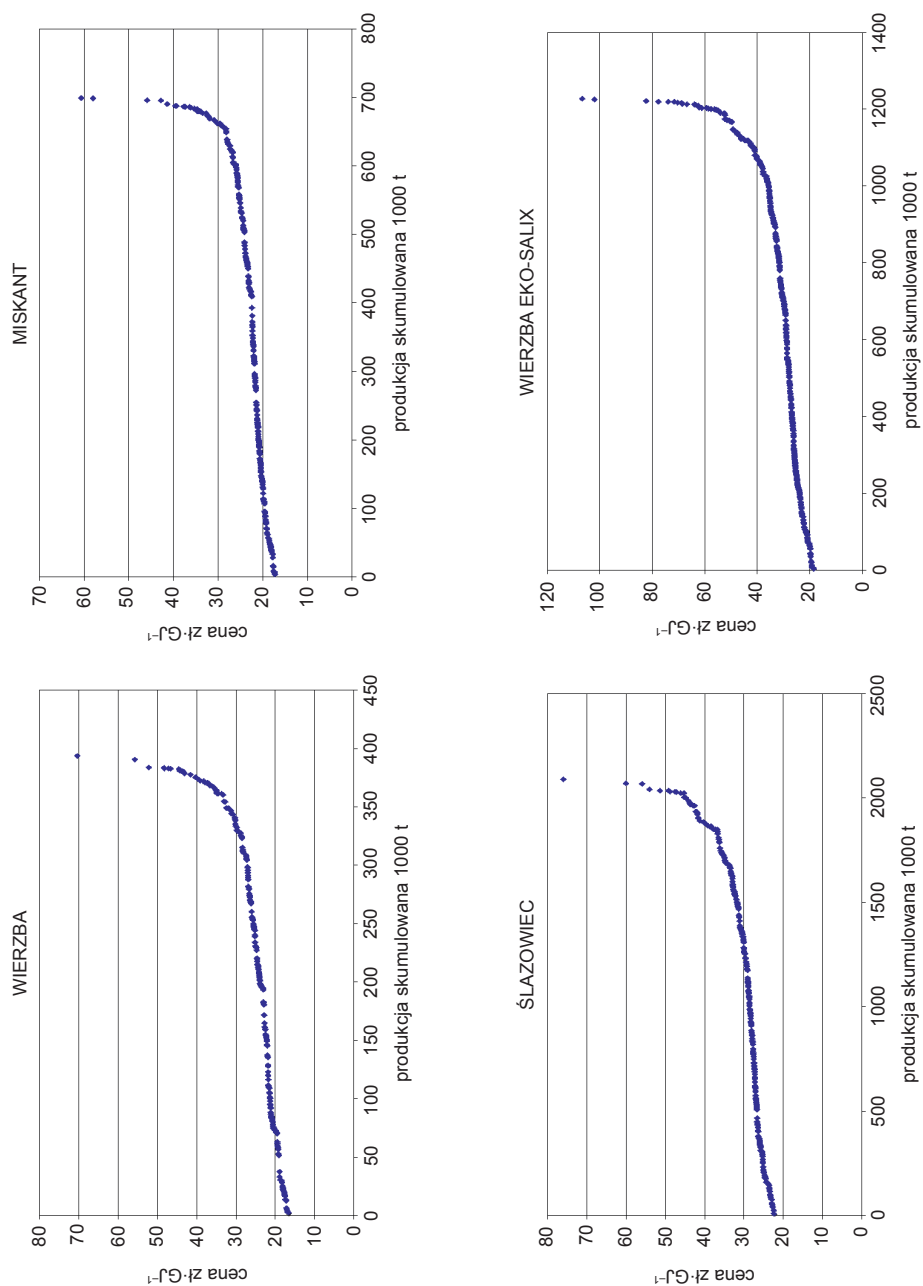 WIERZBA
cena zł·GJ⁻¹
80
70
60
50
40
30
20
10
0
0 50 100 150 200 250 300 350 400 450
produkcja skumulowana 1000 t
MISKANT
cena zł·GJ⁻¹
70
60
50
40
30
20
10
0
0 100 200 300 400 500 600 700 800
produkcja skumulowana 1000 t
ŚLAZOWIEC
cena zł·GJ⁻¹
80
70
60
50
40
30
20
10
0
0 500 1000 1500 2000 2500
produkcja skumulowana 1000 t
WIERZBA EKO-SALIX
cena zł·GJ⁻¹
120
100
80
60
40
20
0
0 200 400 600 800 1000 1200 1400
produkcja skumulowana 1000 t